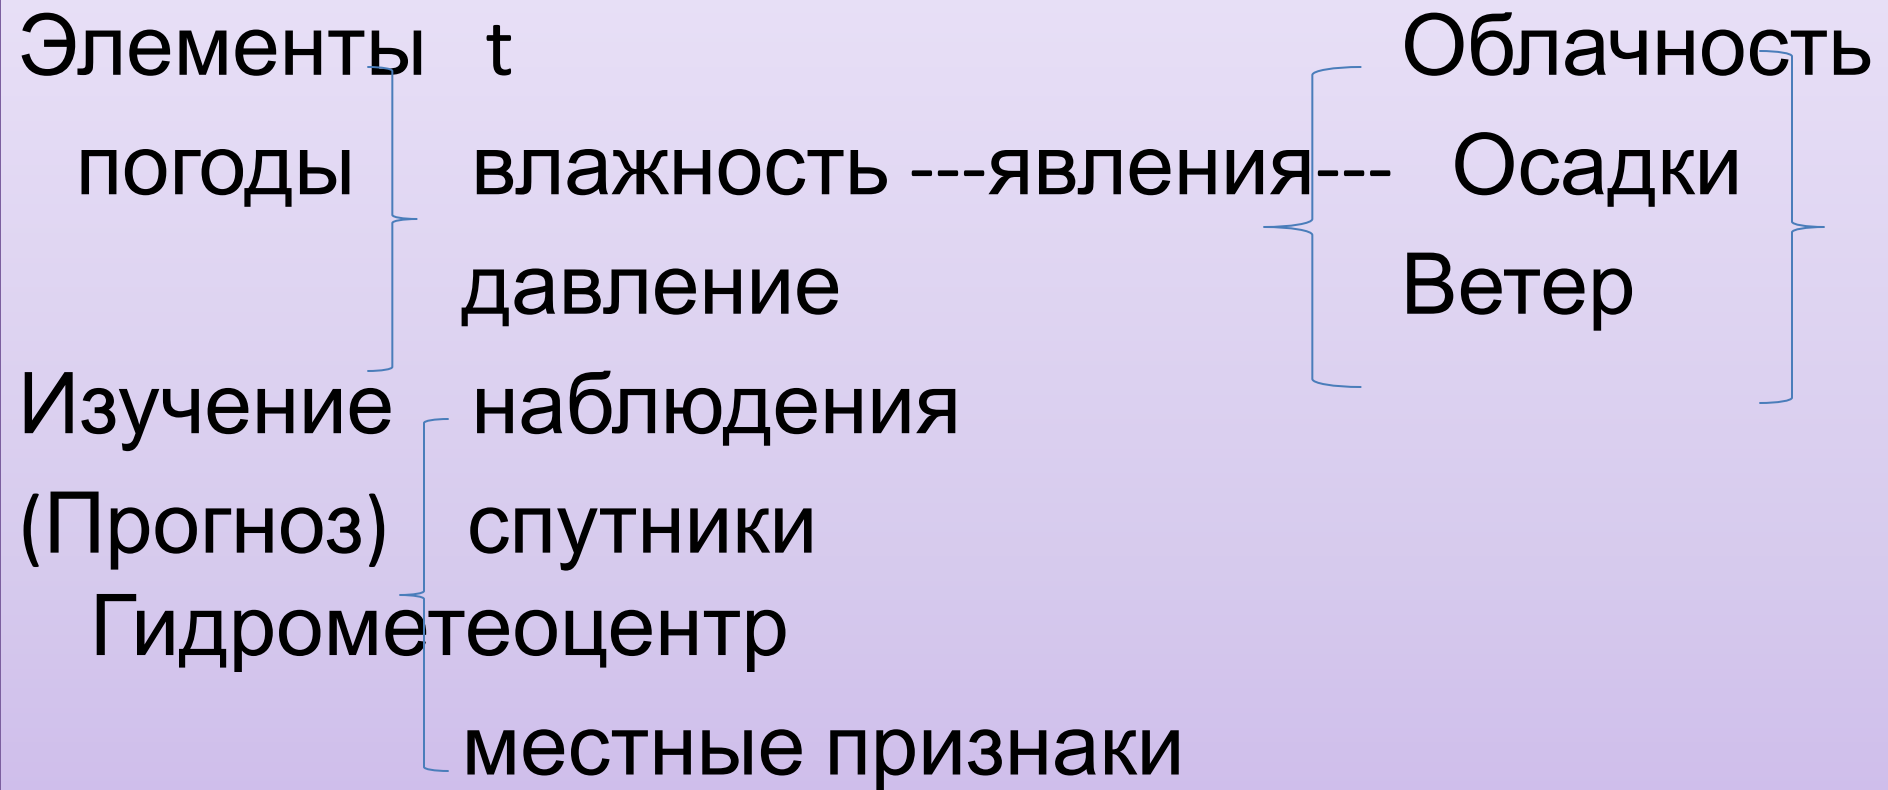 Элементы t Облачность
погоды влажность ---явления--- Осадки
давление Ветер
Изучение наблюдения
(Прогноз) спутники
Гидрометеоцентр
местные признаки